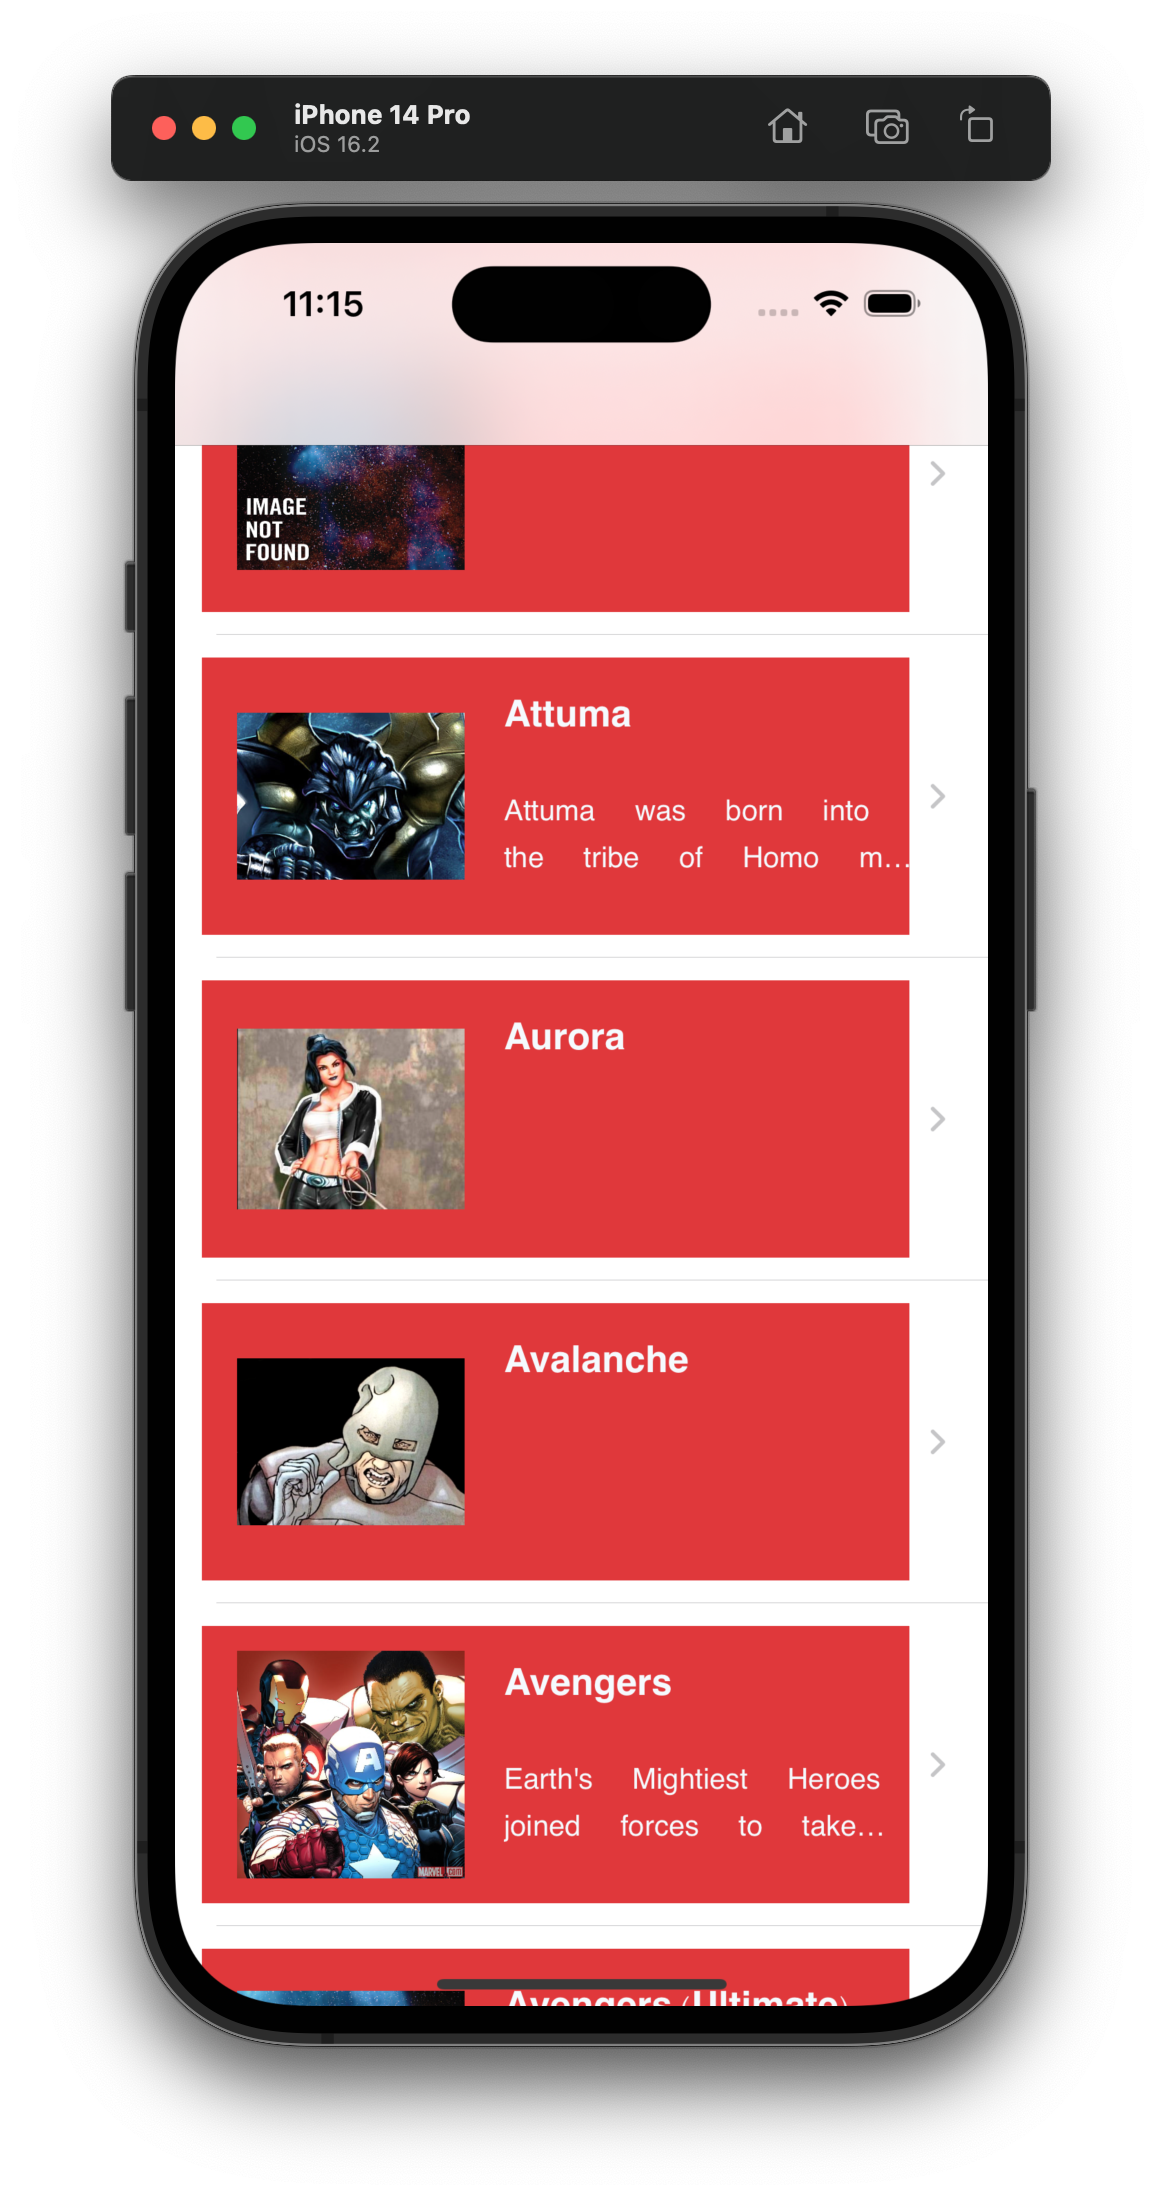 iPhone 14 Pro
iOS 16.2
11:15
IMAGE
NOT
FOUND
Attuma
Attuma was born into
the tribe of Homo m...
Aurora
Avalanche
Avengers
Earth's Mightiest Heroes
joined forces to take...
A
MARVEL .com
Avengers (Ultimate)